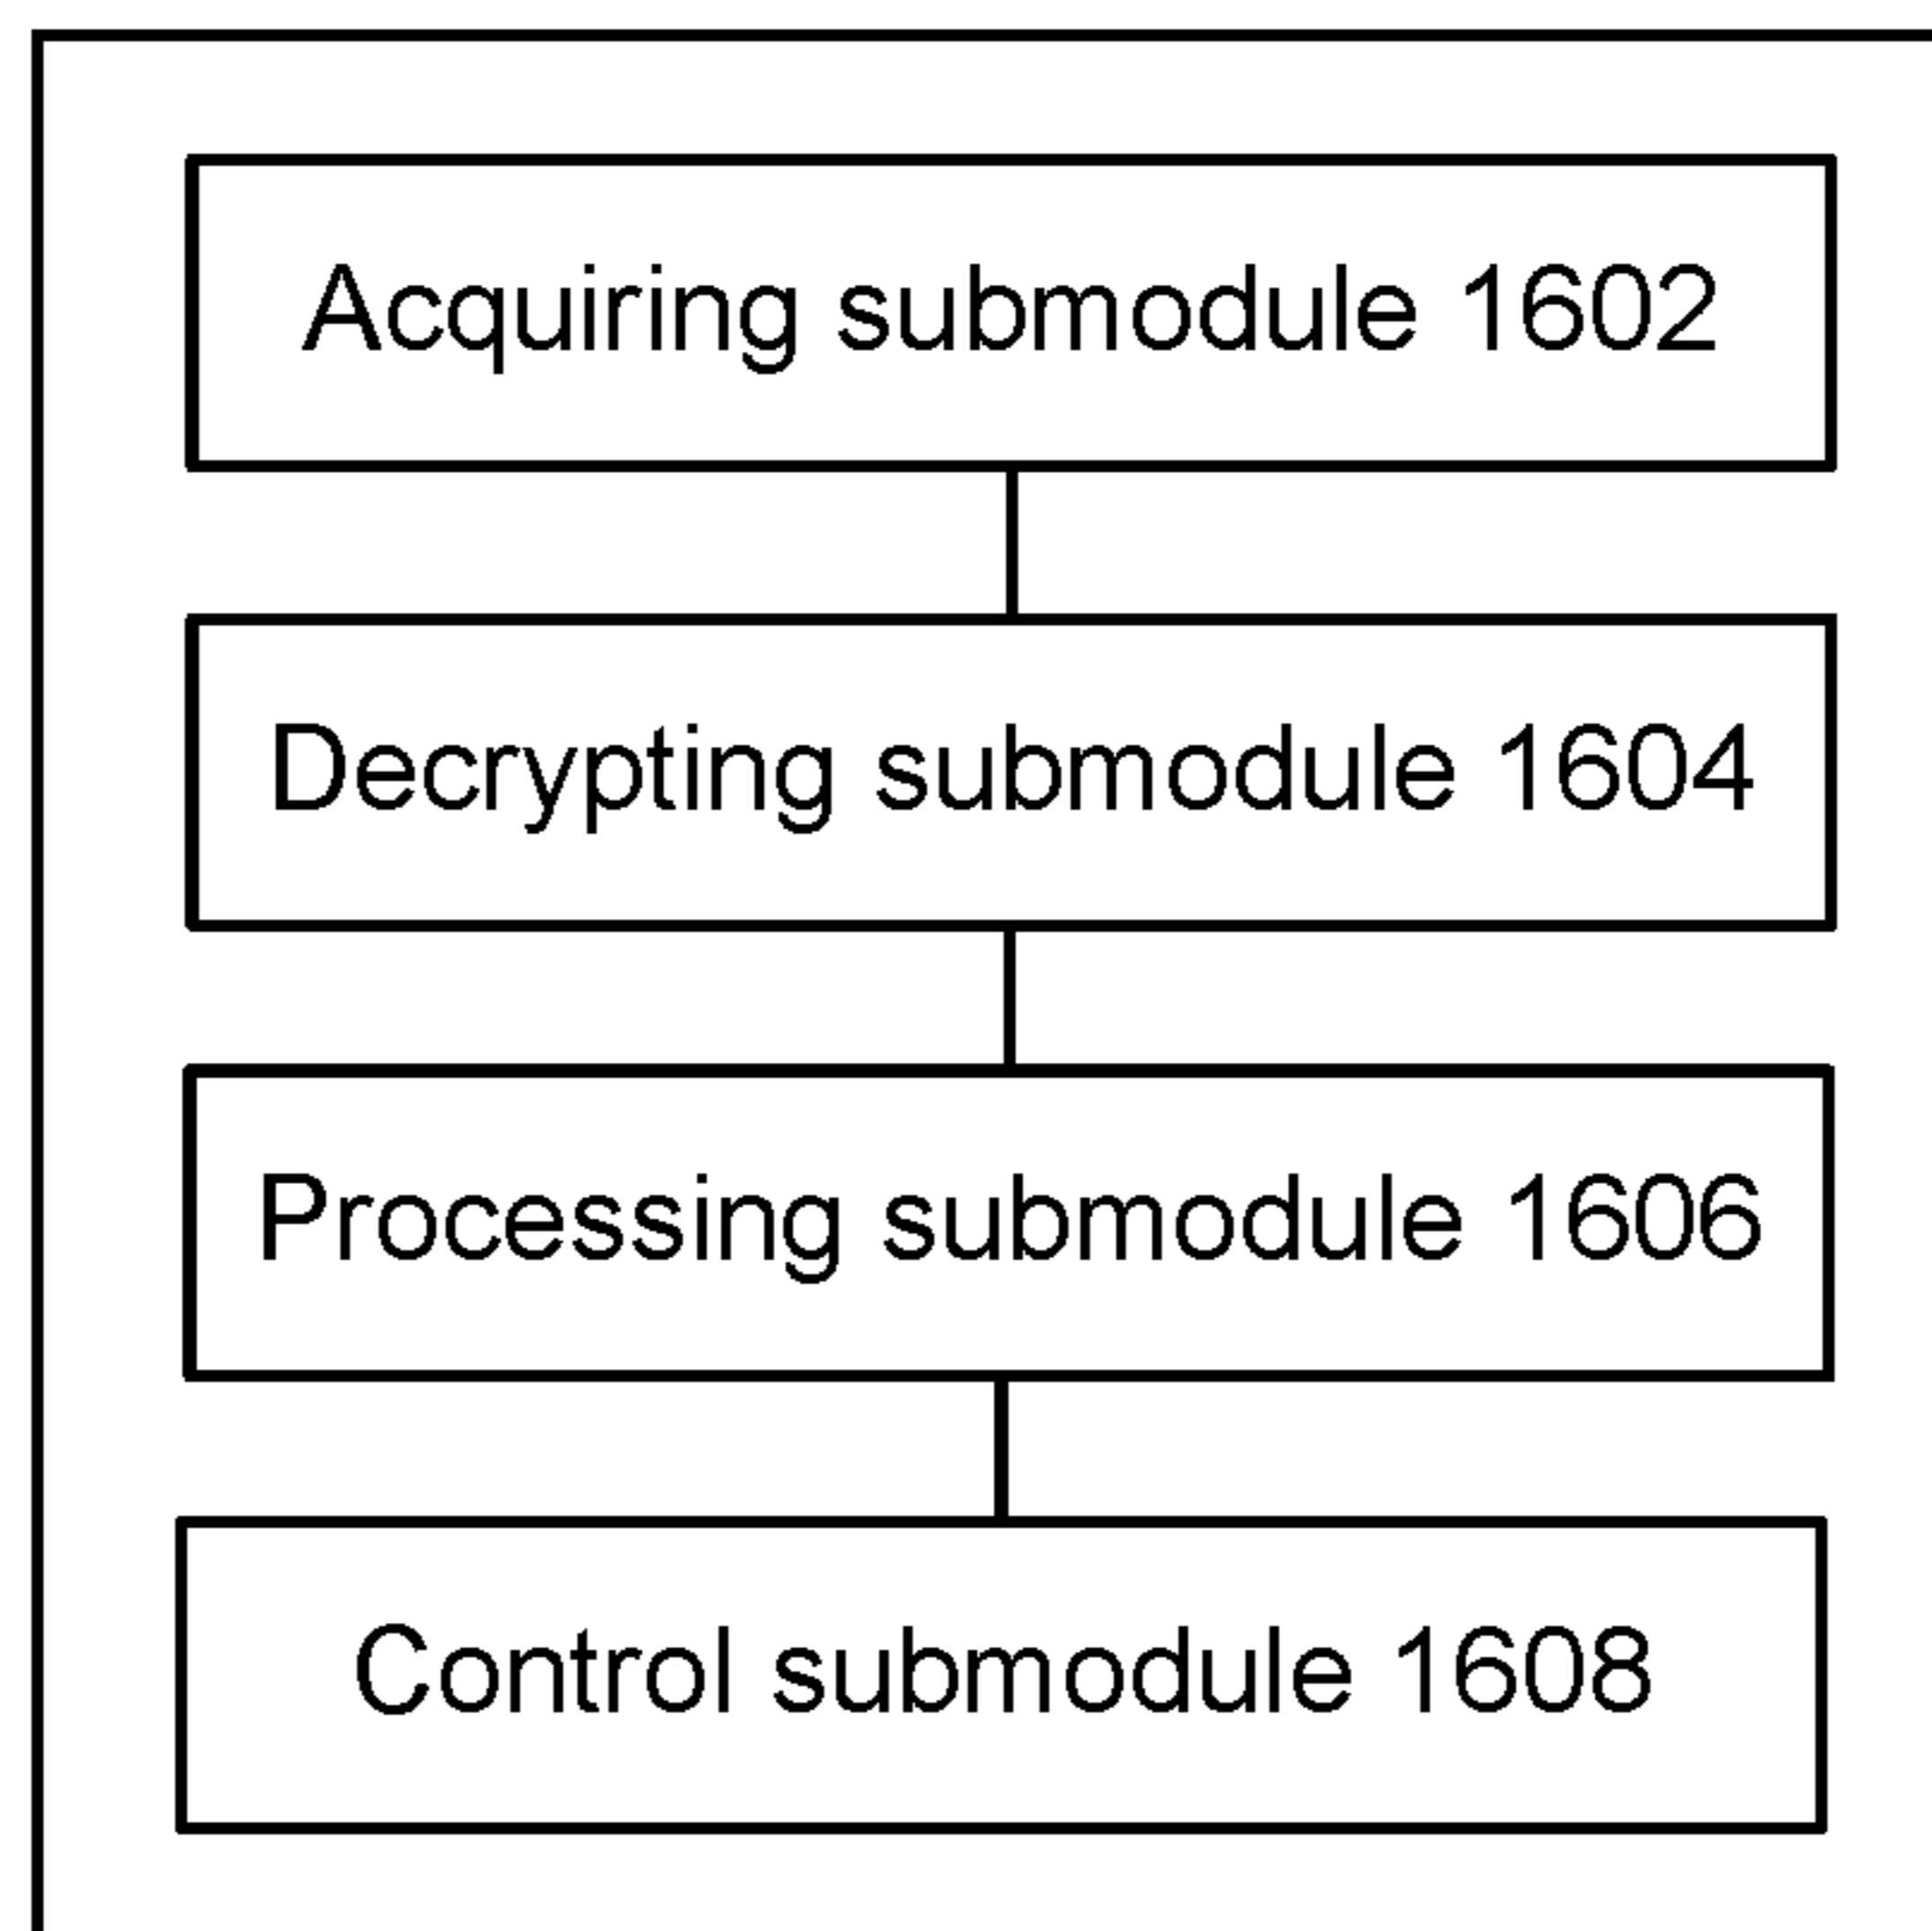 Acquiring submodule 1602
Decrypting submodule 1604
Processing submodule 1606
Control submodule 1608